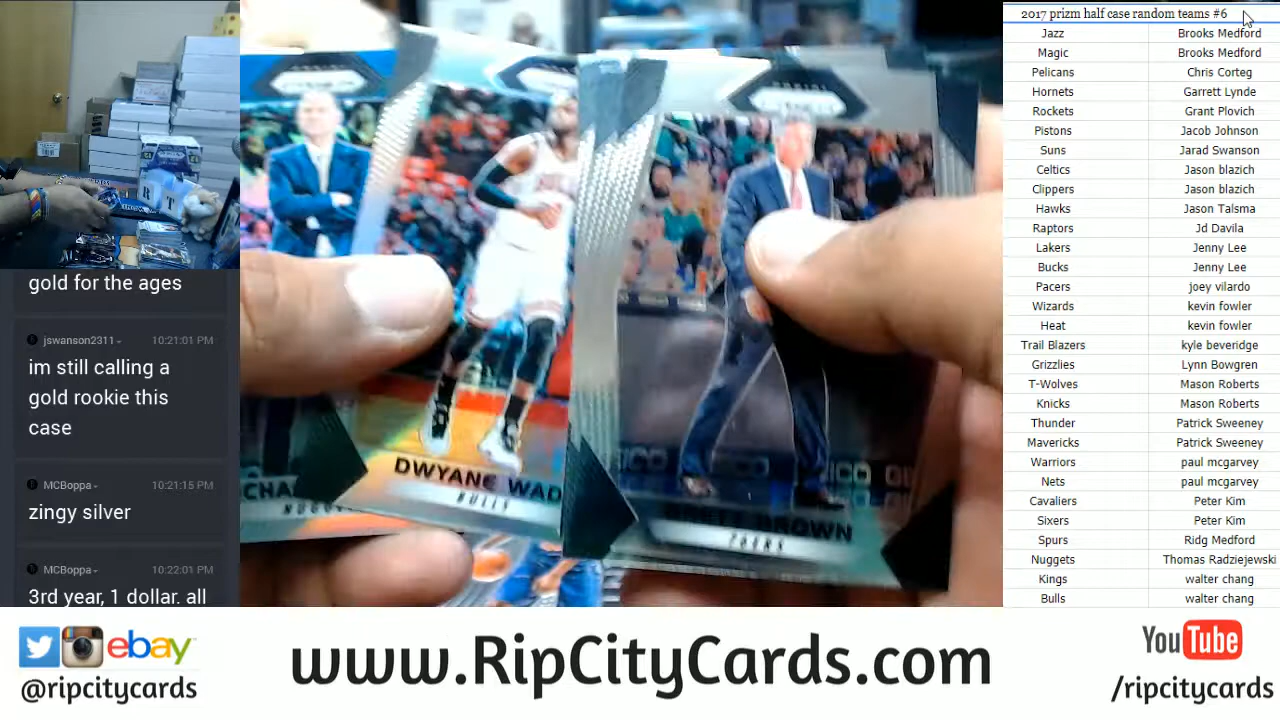 gold for the ages
jswanson2311 10:21:01 PM
im still calling a
gold rookie this
case
MCBoppa 10:21:15 PM
zingy silver
MCBoppa 10:22:01 PM
3rd year, 1 dollar. all
DWYANE WAD
BULLS
BROWN
76ERS
2017 prizm half case random teams #6
Jazz Brooks Medford
Magic Brooks Medford
Pelicans Chris Corteg
Hornets Garrett Lynde
Rockets Grant Plovich
Pistons Jacob Johnson
Suns Jarad Swanson
Celtics Jason blazich
Clippers Jason blazich
Hawks Jason Talsma
Raptors Jd Davila
Lakers Jenny Lee
Bucks Jenny Lee
Pacers joey vilardo
Wizards kevin fowler
Heat kevin fowler
Trail Blazers kyle beveridge
Grizzlies Lynn Bowgren
T-Wolves Mason Roberts
Knicks Mason Roberts
Thunder Patrick Sweeney
Mavericks Patrick Sweeney
Warriors paul mcgarvey
Nets paul mcgarvey
Cavaliers Peter Kim
Sixers Peter Kim
Spurs Ridg Medford
Nuggets Thomas Radziejewski
Kings walter chang
Bulls walter chang
ebay
@ripcitycards
www.RipCityCards.com
YouTube
/ripcitycards